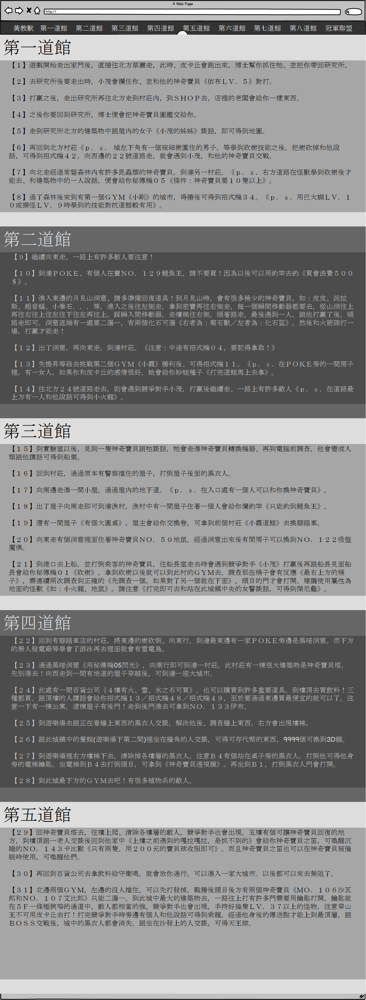 A Web Page
http://
黃教獸 第一道館 第二道館 第三道館 第四道館 第五道館 第六道館 第七道館 第八道館 冠軍聯盟
第一道館
【１】遊戲開始走出家門後，直接往北方草叢走，此時、皮卡丘會跑出來，博士幫你抓住牠、並把你帶回研究所。
【２】去研究所後要走出時，小茂會攔住你、並和他的神奇寶貝《依布ＬＶ．５》對打。
【３】打贏之後，走出研究所再往北方走到村莊內，到ＳＨＯＰ去，店裡的老闆會給你一樣東西。
【４】之後你要回到研究所，博士便會把神奇寶貝圖鑑交給你。
【５】走到研究所北方的建築物中跟屋內的女子《小茂的姊姊》談話，即可得到地圖。
【６】再回到北方村莊《ｐ．ｓ．城左下角有一個被細樹圍住的男子，等學到砍樹技能之後，把樹砍掉和他說
話，可得到招式機４２，向西邊的２２號道路走，就會遇到小茂，和他的神奇寶貝交戰。
【７】向北走經過常磐森林內有許多昆蟲類的神奇寶貝，到達另一村莊。《ｐ．ｓ．右方道路在怪獸學到砍樹後才
能去、和建築物中的一人說話，便會給你秘傳機０５《條件：神奇寶貝要１０隻以上》。
【８】過了森林後來到有第一個ＧＹＭ《小剛》的城市，得勝後可得到招式機３４。《ｐ．ｓ．用巴大蝴ＬＶ．１
０或猴怪ＬＶ．９時學到的技能對抗道館較有用》。
第二道館
【９】繼續向東走，一路上有許多敵人要注意！
【１０】到達ＰＯＫＥ、有個人在賣ＮＯ．１２９鯉魚王，請不要買！因為以後可以用釣竿去釣《買會浪費５００
＄》。
【１１】進入東邊的月見山洞窟、請多準備回復道具！到月見山時，會有很多稀少的神奇寶貝，如：皮皮、派拉
斯、超音蝠、小拳石．．．等。進入之後往左側走，拿到密寶再往右側走，每一個瞬間移動器都要去，從山洞往上
再往右往上往左往下往左再往上，踩瞬入間移動器，走樓梯往右側，順著路走，最後遇到一人，跟他打贏了後，順
路走即可。洞窟底端有一處要二選一，有兩個化石可選《右者為：菊石獸／左者為：化石盔》。然後和火箭隊打一
場，打贏才能走！
【１２】出了洞窟，再向東走，到達村莊。《注意：中途有招式機０４，要記得拿取！》
【１３】先提昇等級去挑戰第二個ＧＹＭ《小霞》勝利後、可得招式機１１。《ｐ．ｓ．在ＰＯＫＥ旁的一間房子
裡，有一女人，如果你和皮卡丘的感情很好，她會給你妙蛙種子《打完道館馬上去拿》。
【１４】往北方２４號道路走去，則會遇到競爭對手小茂，打贏後繼續走、一路上有許多敵人《ｐ．ｓ．在道路最
上方有一人和他說話可得到小火龍》。
第三道館
【１５】到實驗室以後，見到一隻神奇寶貝跟牠談話，牠會走進神奇寶貝轉換機器、再到電腦前調查，他會變成人
類跟他講話可得到船票。
【１６】回到村莊，通過原本有警察擋住的屋子，打倒屋子後面的黑衣人。
【１７】向南邊走進一間小屋，通過屋內的地下道。《ｐ．ｓ．在入口處有一個人可以和你換神奇寶貝》。
【１８】出了屋子向南走即可到達漁村，漁村中有一間屋子住著一個人會給你爛釣竿《只能釣到鯉魚王》。
【１９】還有一間屋子《有個大圓桌》，屋主會給你交換卷，可拿到前個村莊《小霞道館》去換腳踏車。
【２０】向東走有個洞窟裡面住著神奇寶貝ＮＯ．５０地鼠。經過洞窟出來後有間房子可以換到ＮＯ．１２２吸盤
魔偶。
【２１】到港口去上船，並打倒乘客的神奇寶貝，往船長室走去時會遇到競爭對手《小茂》打贏後再跟船長見面船
長會給你秘傳機０１《砍樹》，拿到砍樹以後就可以到此村的ＧＹＭ去。調查那些桶子會有反應《最右上方的桶
子》，需連續兩次調查到正確的《先調查一個，如果對了另一個就在下面》，頭目的門才會打開。建議使用屬性為
地面的怪獸《如：小火龍、地鼠》。請注意《打完即可去和站在此城鎮中央的女警談話，可得到傑尼龜》。
第四道館
【２２】回到有腳踏車店的村莊，將東邊的樹砍倒、向東行，到達最東邊有一家ＰＯＫＥ旁邊是黑暗洞窟。而下方
的無人發電廠等學會了游泳再去裡面就會有雷電鳥。
【２３】通過黑暗洞窟《用秘傳機05閃光》，向南行即可到達一村莊，此村莊有一棟很大建築物是神奇寶貝塔，
先別進去！向西走到一間有地道的屋子穿越後，可到達一座大城市。
【２４】此處有一間百貨公司《４樓有火、雷、水之石可買》，也可以購買到許多重要道具。到樓頂去買飲料！三
種都買、跟頂樓的人講話會給你招式機１３／招式機４８／招式機４９，至於要通過東邊買最便宜的就可以了。注
意一下有一棟公寓，這棟屋子有後門！走到後門進去可拿到ＮＯ．１３３伊布。
【２５】到遊樂場去跟正在看牆上東西的黑衣人交談，解決他後、調查牆上東西，右方會出現樓梯。
【２６】跟此城鎮中的餐館(遊樂場下第二間)裡坐在牆角的人交談，可得可存代幣的東西，9999個可換到3D龍。
【２７】到遊樂場裡右方樓梯下去，清除掉各樓層的黑衣人。注意Ｂ４有個站在桌子旁的黑衣人，打倒他可得他身
旁的電梯鑰匙。坐電梯到Ｂ４去打倒頭目，可拿到《神奇寶貝透視鏡》。再坐到Ｂ１，打倒黑衣人門會打開。
【２８】到此城最下方的ＧＹＭ去吧！有很多植物系的敵人。
第五道館
【２９】回神奇寶貝塔去，往樓上爬、清除各樓層的敵人，競爭對手也會出現。五樓有個可讓神奇寶貝回復的地
方，到樓頂跟一老人交談後回到他家中《上樓之前遇到的嘎拉嘎拉，是抓不到的》會給你神奇寶貝之笛，可喚醒沉
睡的ＮＯ．１４３卡比獸《只有兩隻。用２００元的寶貝球收服即可》。而且神奇寶貝之笛也可以在神奇寶貝被催
眠時使用，可喚醒他們。
【３０】再回到百貨公司去拿飲料給守衛喝，就會放你通行。可以進入一家大城市。以後都可以來去無阻了。
【３１】北邊兩個ＧＹＭ，左邊的沒人擋住，可以先打發掉。戰勝後頭目後方有兩個神奇寶貝《ＭＯ．１０６沙瓦
郎和ＮＯ．１０７艾比郎》只能二選一。到此城中最大的建築物去，一路往上打有許多門需要用鑰匙打開，鑰匙就
在５Ｆ一條極狹窄的通道中，敵人都相當的強，競爭對手也會出現，手持好幾隻ＬＶ．３７以上的怪物，注意穿山
王不可用皮卡丘去打！打完競爭對手時旁邊有個人和他說話可得到乘龍。經過他身後的傳送點才能上到最頂層，跟
ＢＯＳＳ交戰後，城中的黑衣人都會消失。跟坐在沙發上的人交談，可得天王球。